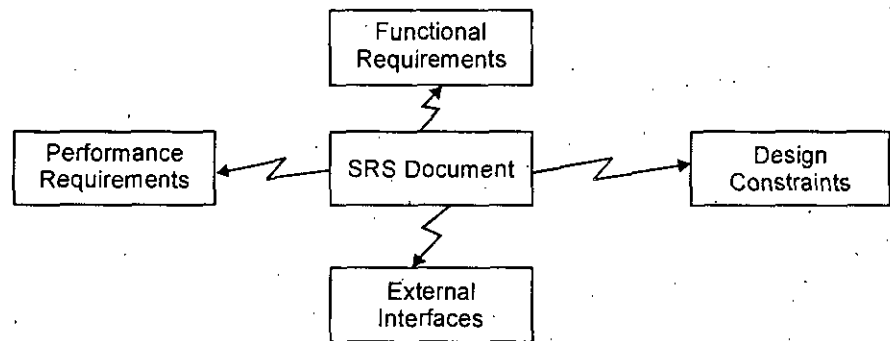 Functional
Requirements
Performance
Requirements
SRS Document
Design
Constraints
External
Interfaces